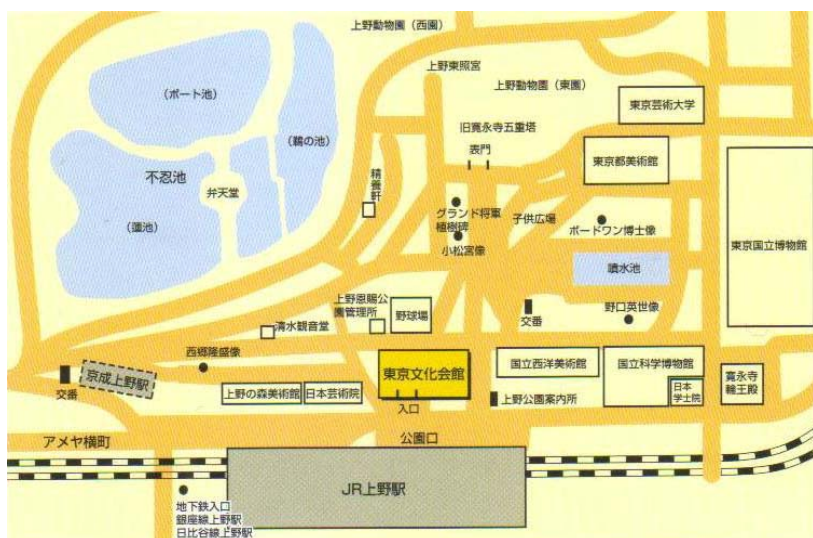 上野動物園(西園)
上野東照宮
上野動物園(東園)
東京芸術大学
(ボート池)
旧寛永寺五重塔
(鵜の池)
表門
東京都美術館
不忍池
弁天堂
精養軒
グランド将軍
植樹碑
子供広場
ボードワン博士像
(蓮池)
小松宮像
噴水池
東京国立博物館
上野恩賜公
園管理所
野球場
交番
野口英世像
清水観音堂
西郷隆盛像
東京文化会館
国立西洋美術館
国立科学博物館
寛永寺
輪王殿
京成上野駅
交番
上野の森美術館
日本芸術院
入口
上野公園案内所
日本
学士院
アメヤ横町
公園口
JR上野駅
地下鉄入口
銀座線上野駅
日比谷線上野駅